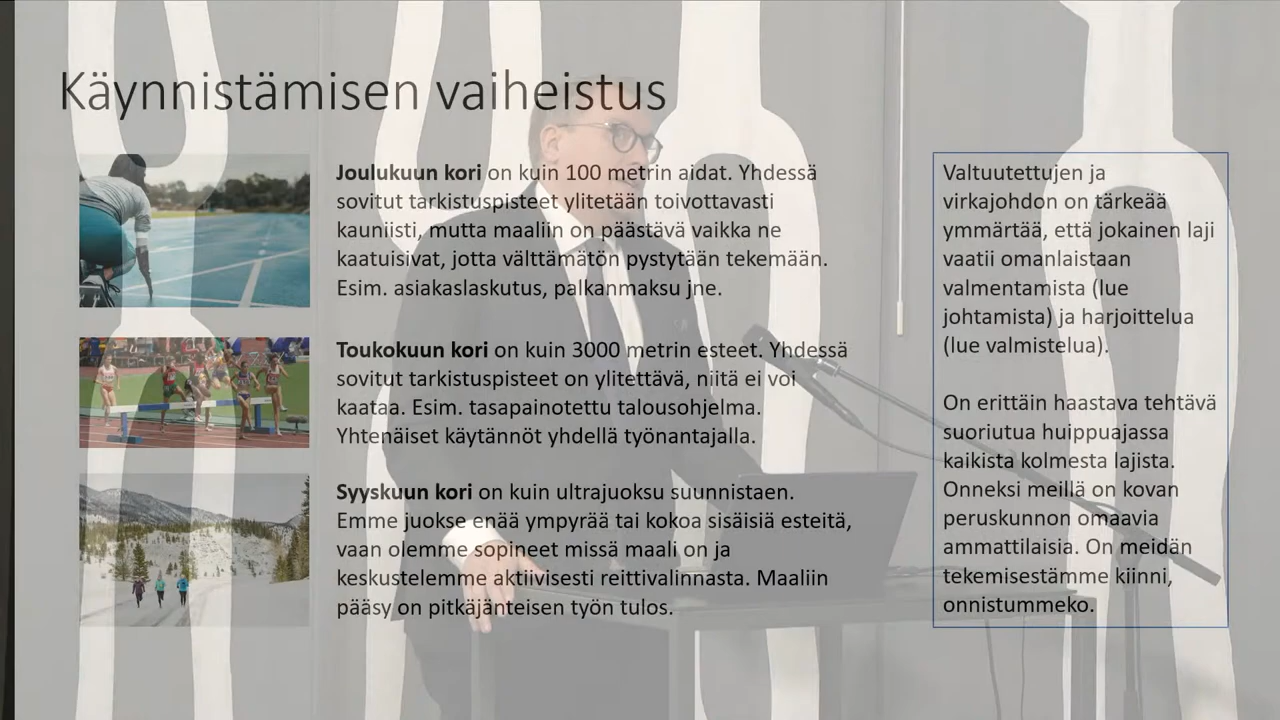 Käynnistämisen vaiheistus
Joulukuun kori on kuin 100 metrin aidat. Yhdessä
sovitut tarkistuspisteet ylitetään toivottavasti
kauniisti, mutta maaliin on päästävä vaikka ne
kaatuisivat, jotta välttämätön pystytään tekemään.
Esim. asiakaslaskutus, palkanmaksu jne.
Toukokuun kori on kuin 3000 metrin esteet. Yhdessä
sovitut tarkistuspisteet on ylitettävä, niitä ei voi
kaataa. Esim. tasapainotettu talousohjelma.
Yhtenäiset käytännöt yhdellä työnantajalla.
Syyskuun kori on kuin ultrajuoksu suunnistaen.
Emme juokse enää ympyrää tai kokoa sisäisiä esteitä,
vaan olemme sopineet missä maali on ja
keskustelemme aktiivisesti reittivalinnasta. Maaliin
pääsy on pitkäjänteisen työn tulos.
Valtuutettujen ja
virkajohdon on tärkeää
ymmärtää, että jokainen laji
vaatii omanlaistaan
valmentamista (lue
johtamista) ja harjoittelua
(lue valmistelua).
On erittäin haastava tehtävä
suoriutua huippuajassa
kaikista kolmesta lajista.
Onneksi meillä on kovan
peruskunnon omaavia
ammattilaisia. On meidän
tekemisestämme kiinni,
onnistummeko.